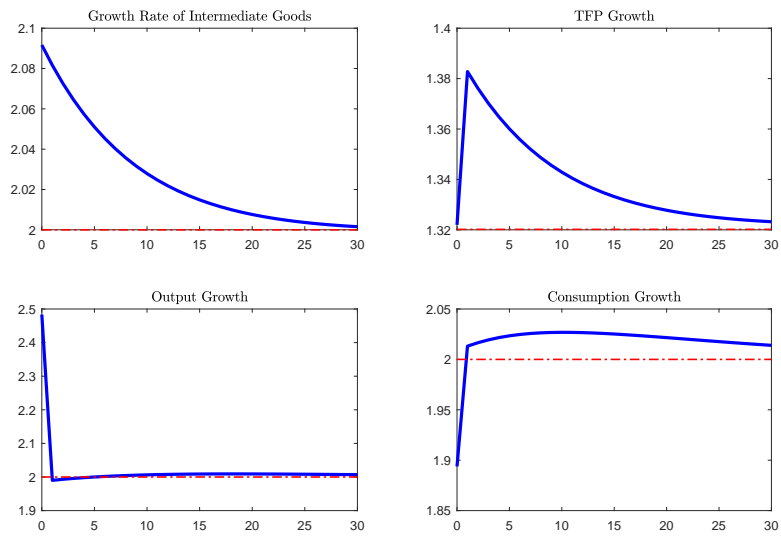 Growth Rate of Intermediate Goods
2.1
2.08
2.06
2.04
2.02
2
0 5 10 15 20 25 30
TFP Growth
1.4
1.38
1.36
1.34
1.32
0 5 10 15 20 25 30
Output Growth
2.5
2.4
2.3
2.2
2.1
2
1.9
0 5 10 15 20 25 30
Consumption Growth
2.05
2
1.95
1.9
1.85
0 5 10 15 20 25 30